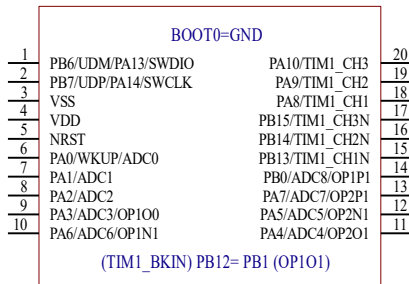 BOOT0=GND
1 PB6/UDM/PA13/SWDIO PA10/TIM1_CH3 20
2 PB7/UDP/PA14/SWCLK PA9/TIM1_CH2 19
3 VSS PA8/TIM1_CH1 18
4 VDD PB15/TIM1_CH3N 17
5 NRST PB14/TIM1_CH2N 16
6 PA0/WKUP/ADC0 PB13/TIM1_CH1N 15
7 PA1/ADC1 PB0/ADC8/OP1P1 14
8 PA2/ADC2 PA7/ADC7/OP2P1 13
9 PA3/ADC3/OP1O0 PA5/ADC5/OP2N1 12
10 PA6/ADC6/OP1N1 PA4/ADC4/OP2O1 11
(TIM1_BKIN) PB12= PB1 (OP1O1)